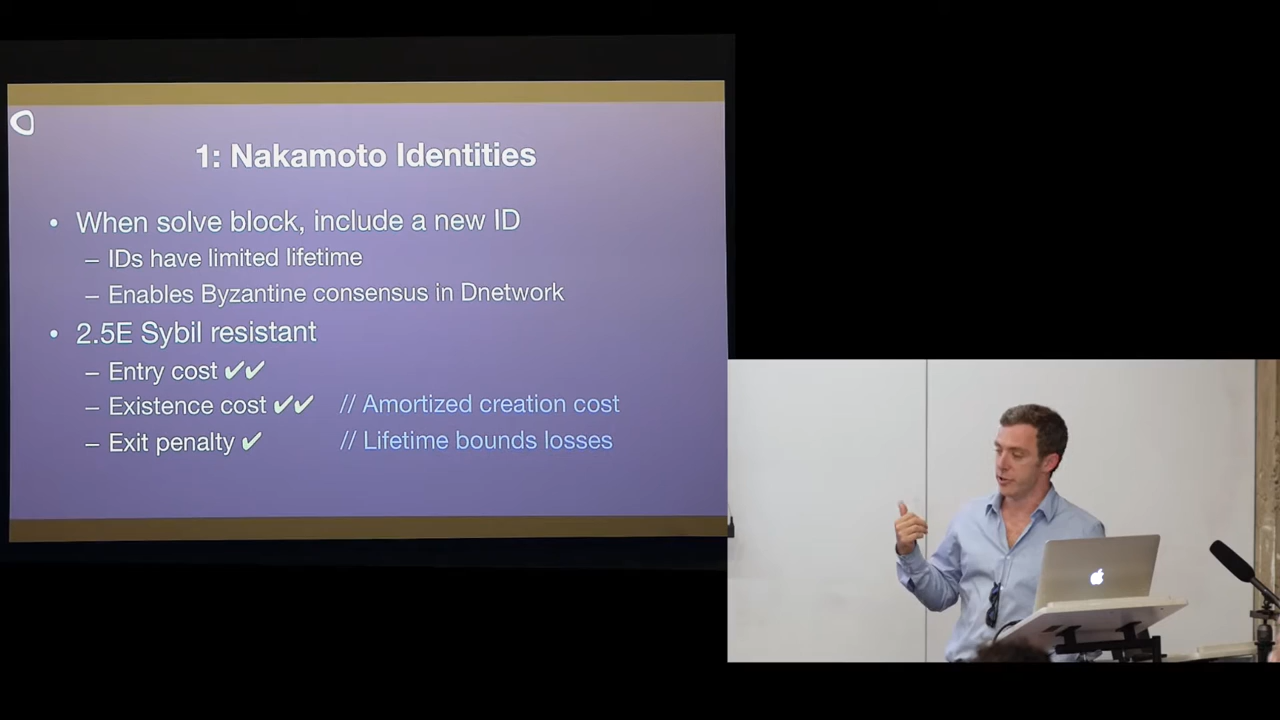 1: Nakamoto Identities
• When solve block, include a new ID
– IDs have limited lifetime
– Enables Byzantine consensus in Dnetwork
• 2.5E Sybil resistant
– Entry cost ✔✔
– Existence cost ✔✔ // Amortized creation cost
– Exit penalty ✔ // Lifetime bounds losses